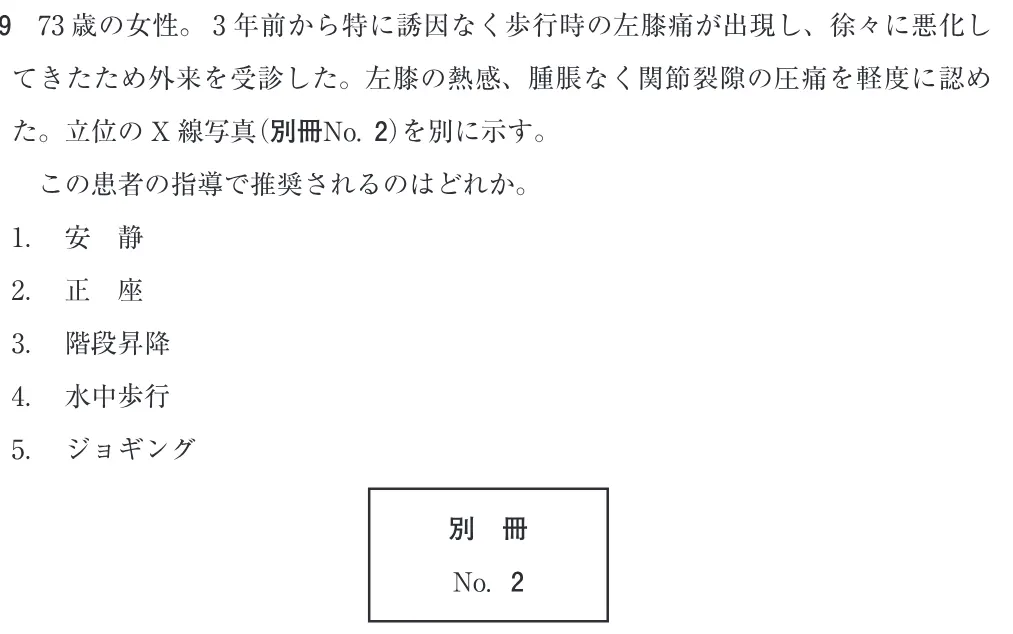 9 73歳の女性。3年前から特に誘因なく歩行時の左膝痛が出現し、徐々に悪化し
てきたため外来を受診した。左膝の熱感、腫脹なく関節裂隙の圧痛を軽度に認め
た。立位のX線写真(別冊No. 2)を別に示す。
この患者の指導で推奨されるのはどれか。
1. 安 静
2. 正 座
3. 階段昇降
4. 水中歩行
5. ジョギング
別 冊
No. 2